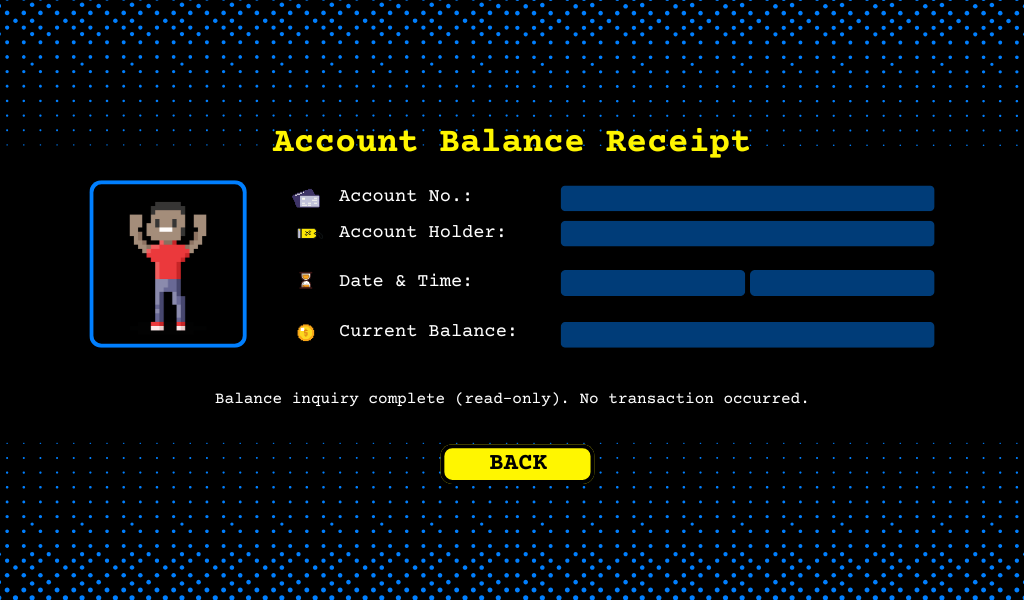 Account Balance Receipt
Account No.:
Account Holder:
Date & Time:
Current Balance:
Balance inquiry complete (read-only). No transaction occurred.
BACK